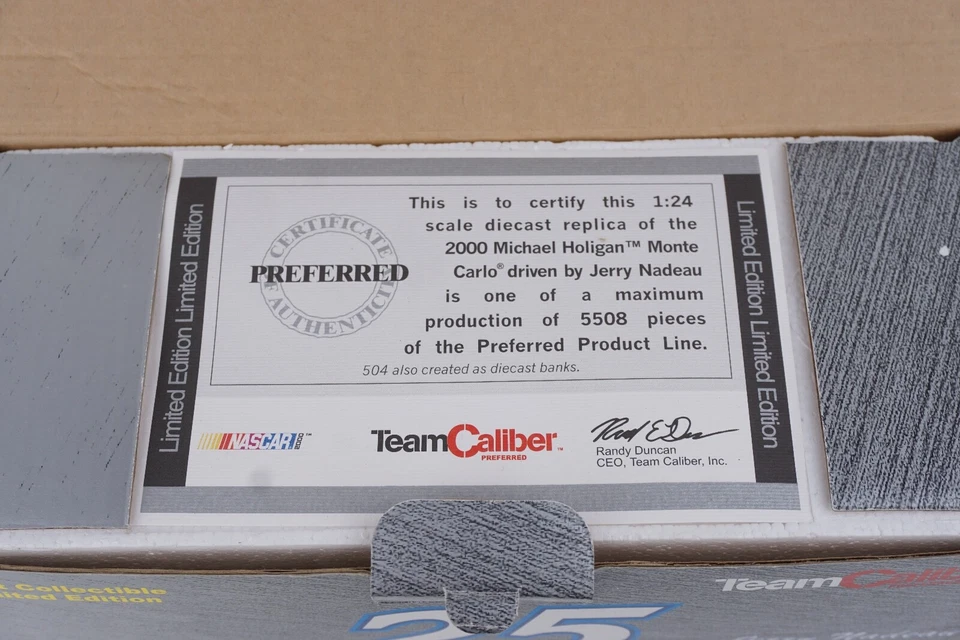 Limited Edition Limited Edition
CERTIFICATE
PREFERRED
OF AUTHENTICITY
This is to certify this 1:24
scale diecast replica of the
2000 Michael Holigan™ Monte
Carlo® driven by Jerry Nadeau
is one of a maximum
production of 5508 pieces
of the Preferred Product Line.
504 also created as diecast banks.
Limited Edition Limited Edition
NASCAR 2000 ™
TeamCaliber™
PREFERRED
Randy Duncan
CEO, Team Caliber, Inc.
Collectible
Edition
TeamCalib
25